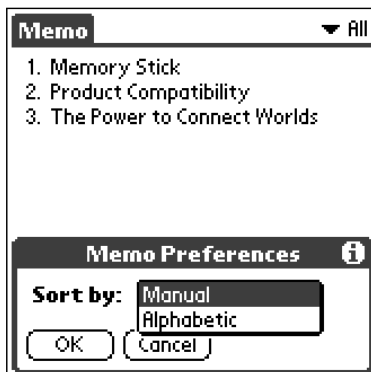 Memo ▼ All
1. Memory Stick
2. Product Compatibility
3. The Power to Connect Worlds
Memo Preferences i
Sort by: Manual
Alphabetic
OK Cancel